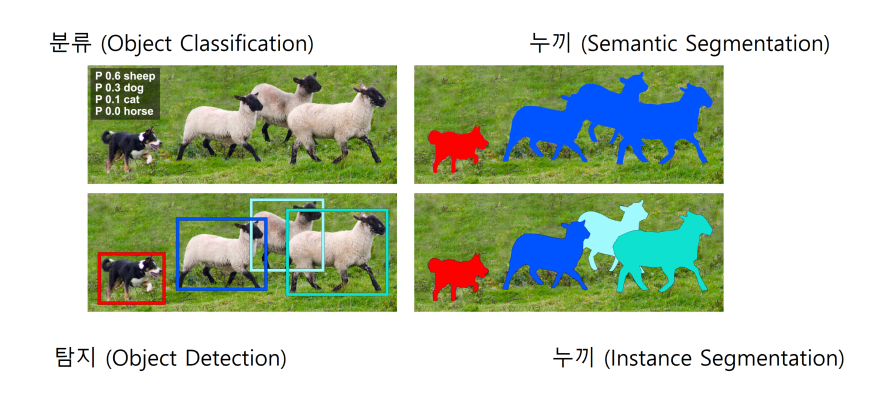 분류 (Object Classification)
누끼 (Semantic Segmentation)
P 0.6 sheep
P 0.3 dog
P 0.1 cat
P 0.0 horse
탐지 (Object Detection)
누끼 (Instance Segmentation)